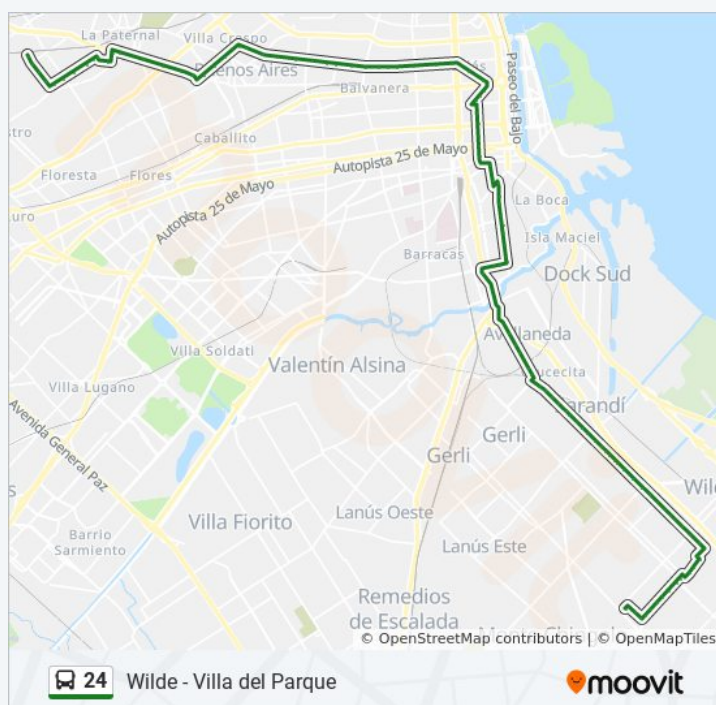 La Paternal
Villa Crespo
Buenos Aires
Balvanera
Paseo del Bajo
Caballito
Autopista 25 de Mayo
Floresta
Flores
Autopista 25 de Mayo
La Boca
Isla Maciel
Barracas
Dock Sud
Avellaneda
Villa Soldati
Valentín Alsina
Villa Lugano
Gerli
Gerli
Avenida General Paz
Lanús Oeste
Villa Fiorito
Lanús Este
Barrio
Sarmiento
Remedios
de Escalada
© OpenStreetMap contributors | © OpenMapTiles
24 Wilde - Villa del Parque
moovit